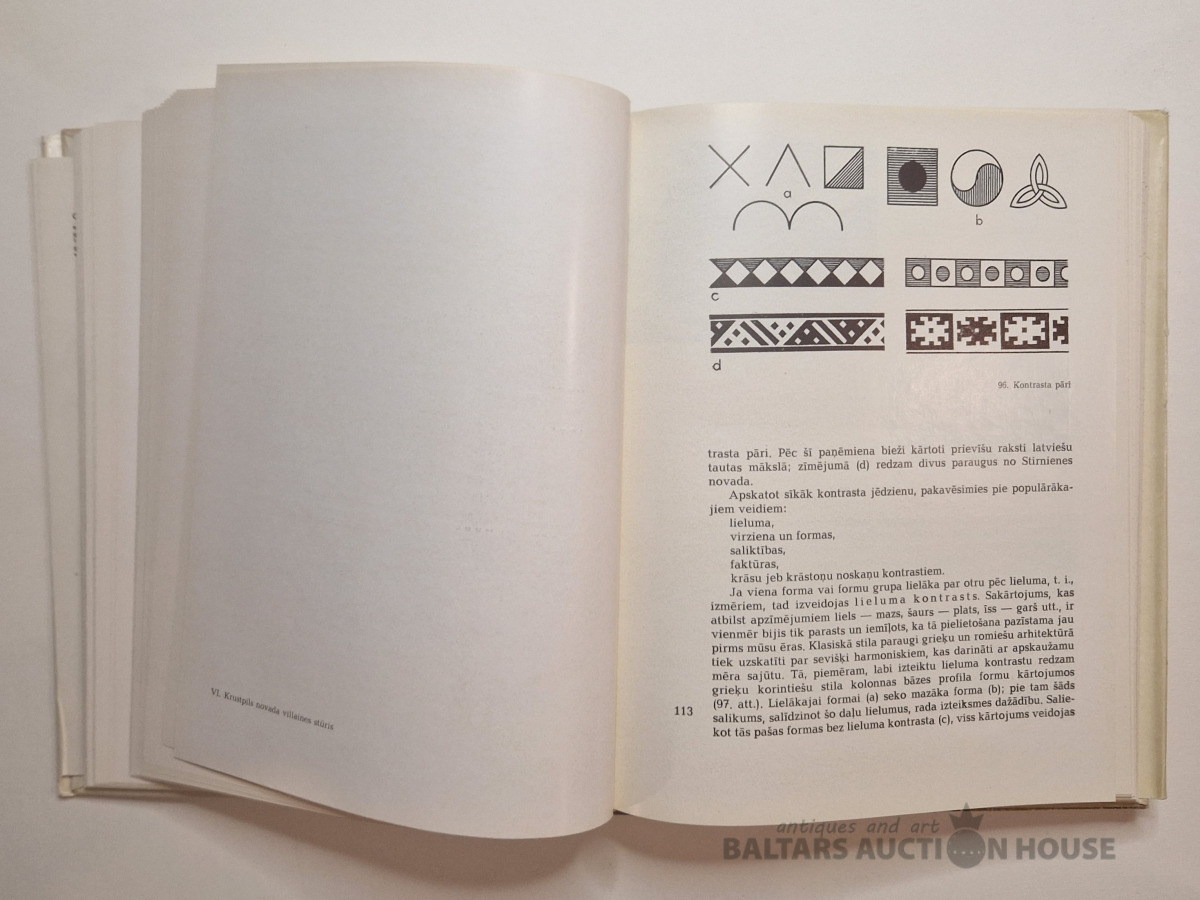 VI. Krustpils novada villaines stūris
a
b
c
d
96. Kontrasta pāri
trasta pāri. Pēc šī paņēmiena bieži kārtoti prievīšu raksti latviešu
tautas mākslā; zīmējumā (d) redzam divus paraugus no Stirnienes
novada.
Apskatot sīkāk kontrasta jēdzienu, pakavēsimies pie populārāka-
jiem veidiem:
lieluma,
virziena un formas,
saliktības,
faktūras,
krāsu jeb krāstoņu noskaņu kontrastiem.
Ja viena forma vai formu grupa lielāka par otru pēc lieluma, t. i.,
izmēriem, tad izveidojas lieluma kontrasts. Sakārtojums, kas
atbilst apzīmējumiem liels — mazs, šaurs — plats, īss — garš utt., ir
vienmēr bijis tik parasts un iemīļots, ka tā pielietošana pazīstama jau
pirms mūsu ēras. Klasiskā stila paraugi grieķu un romiešu arhitektūrā
tiek uzskatīti par sevišķi harmoniskiem, kas darināti ar apskaužamu
mēra sajūtu. Tā, piemēram, labi izteiktu lieluma kontrastu redzam
grieķu korintiešu stila kolonnas bāzes profila formu kārtojumos
(97. att.). Lielākajai formai (a) seko mazāka forma (b); pie tam šāds
salikums, salīdzinot šo daļu lielumus, rada izteiksmes dažādību. Salie-
kot tās pašas formas bez lieluma kontrasta (c), viss kārtojums veidojas
113
antiques and art
BALTARS AUCTION HOUSE